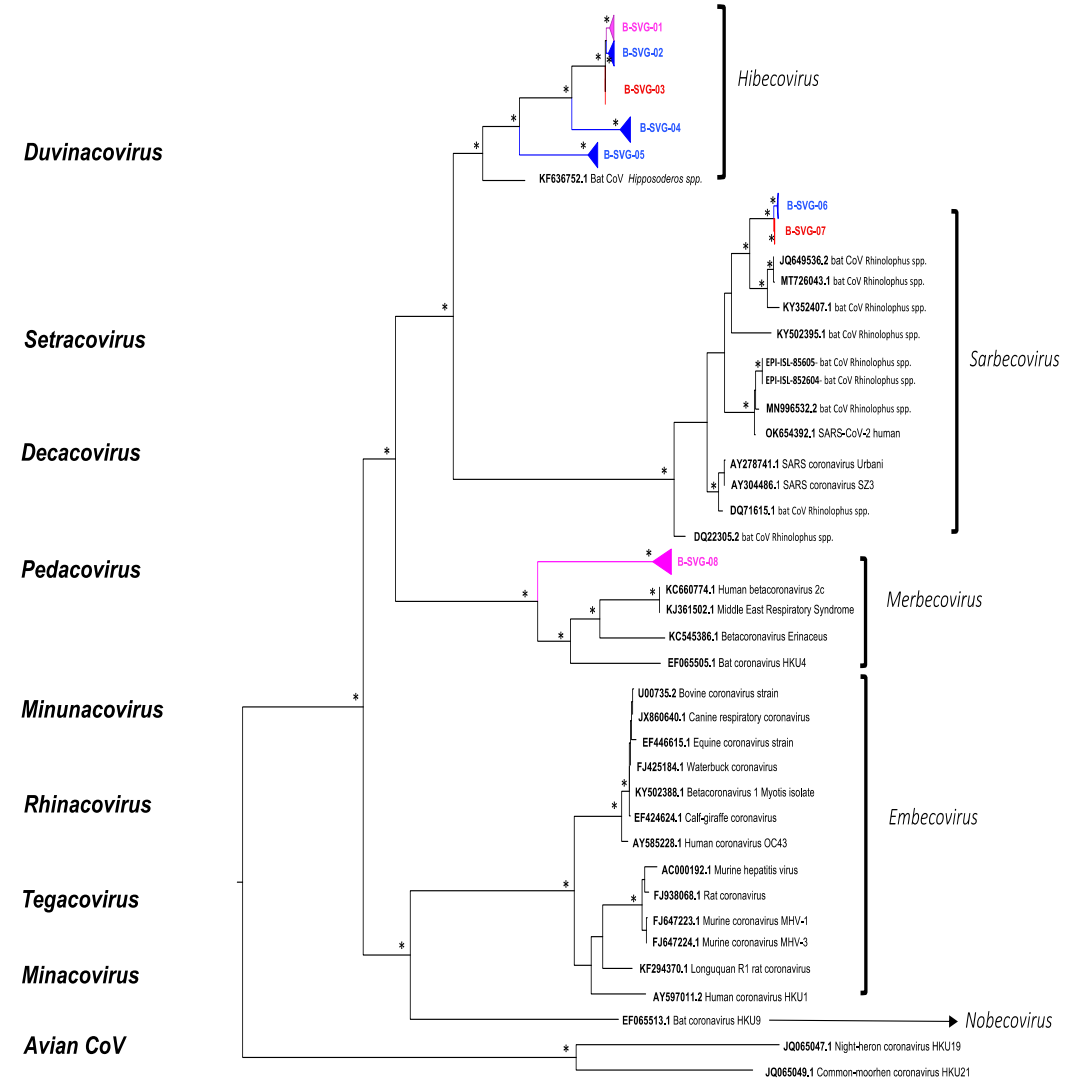 Duvinacovirus
Setracovirus
Decacovirus
Pedacovirus
Minunacovirus
Rhinacovirus
Tegacovirus
Minacovirus
Avian CoV
B-SVG-01
B-SVG-02
B-SVG-03
B-SVG-04
B-SVG-05
KF636752.1 Bat CoV Hipposoderos spp.
Hibecovirus
B-SVG-06
B-SVG-07
JQ649536.2 bat CoV Rhinolophus spp.
MT726043.1 bat CoV Rhinolophus spp.
KY352407.1 bat CoV Rhinolophus spp.
KY502395.1 bat CoV Rhinolophus spp.
EPI-ISL-85605- bat CoV Rhinolophus spp.
EPI-ISL-852604- bat CoV Rhinolophus spp.
MN996532.2 bat CoV Rhinolophus spp.
OK654392.1 SARS-CoV-2 human
AY278741.1 SARS coronavirus Urbani
AY304486.1 SARS coronavirus SZ3
DQ71615.1 bat CoV Rhinolophus spp.
DQ22305.2 bat CoV Rhinolophus spp.
Sarbecovirus
B-SVG-08
KC660774.1 Human betacoronavirus 2c
KJ361502.1 Middle East Respiratory Syndrome
KC545386.1 Betacoronavirus Erinaceus
EF065505.1 Bat coronavirus HKU4
Merbecovirus
U00735.2 Bovine coronavirus strain
JX860640.1 Canine respiratory coronavirus
EF446615.1 Equine coronavirus strain
FJ425184.1 Waterbuck coronavirus
KY502388.1 Betacoronavirus 1 Myotis isolate
EF424624.1 Calf-giraffe coronavirus
AY585228.1 Human coronavirus OC43
AC000192.1 Murine hepatitis virus
FJ938068.1 Rat coronavirus
FJ647223.1 Murine coronavirus MHV-1
FJ647224.1 Murine coronavirus MHV-3
KF294370.1 Longuquan R1 rat coronavirus
AY597011.2 Human coronavirus HKU1
Embecovirus
EF065513.1 Bat coronavirus HKU9
Nobecovirus
JQ065047.1 Night-heron coronavirus HKU19
JQ065049.1 Common-moorhen coronavirus HKU21